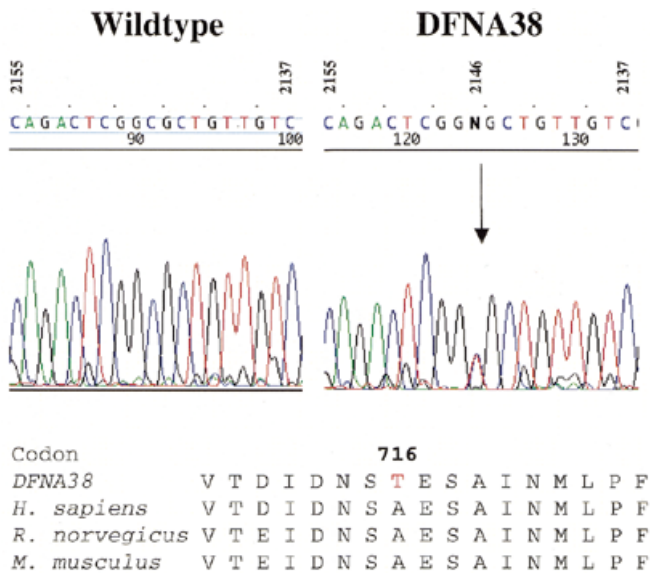 Wildtype DFNA38
2155 2137 2155 2146 2137
CAGACTCGGCGCTGTTGTC CAGACTCGGNGCTGTTGTC
90 100 120 130
Codon 716
DFNA38 V T D I D N S T E S A I N M L P F
H. sapiens V T D I D N S A E S A I N M L P F
R. norvegicus V T E I D N S A E S A I N M L P F
M. musculus V T E I D N S A E S A I N M L P F